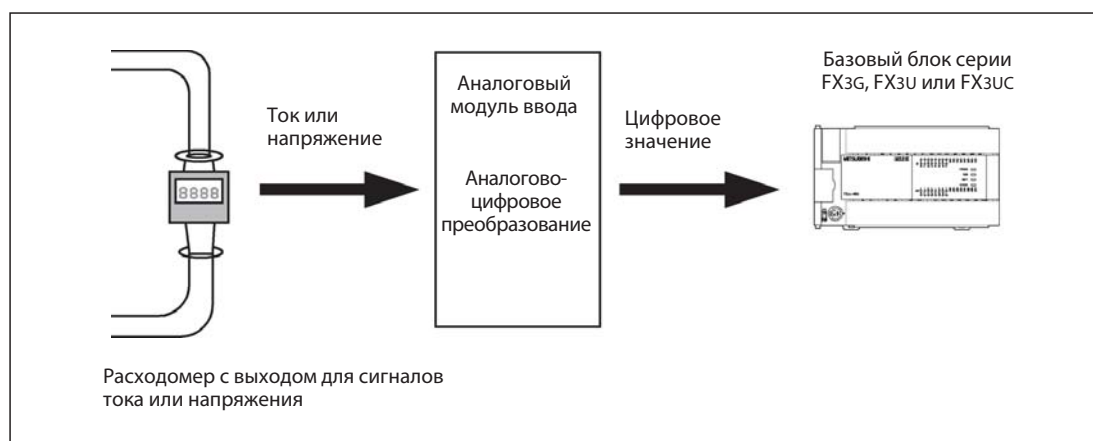 Базовый блок серии
FX3G, FX3U или FX3UC
Аналоговый
модуль ввода
Ток или
напряжение
Цифровое
значение
Аналогово-
цифровое
преобразование
8888
MITSUBISHI
Расходомер с выходом для сигналов
тока или напряжения